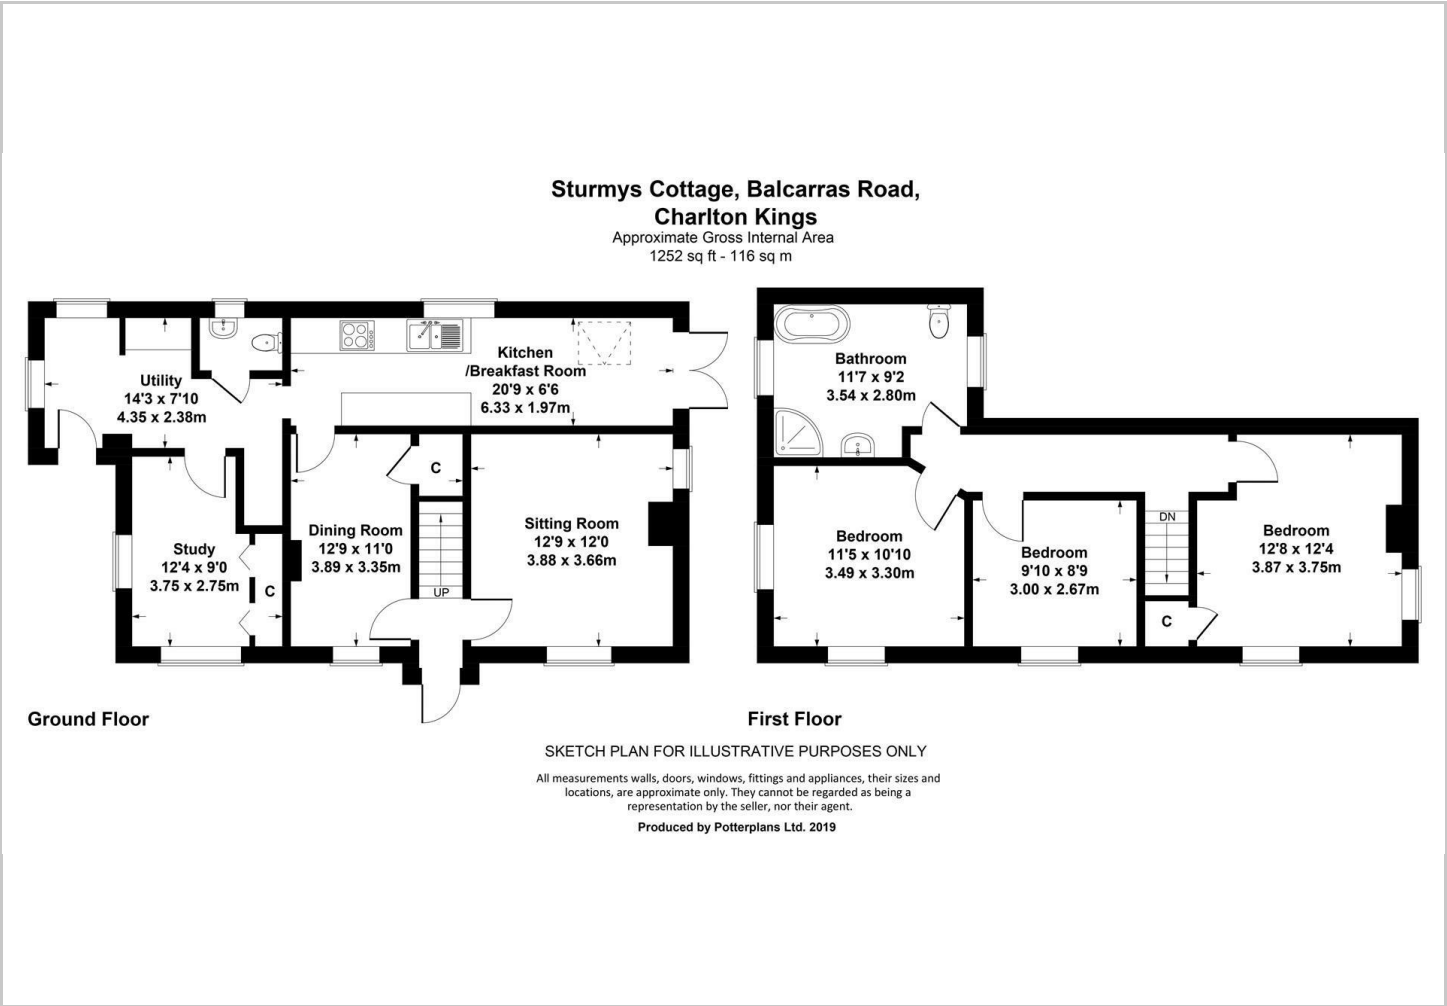 Sturmys Cottage, Balcarras Road,
Charlton Kings
Approximate Gross Internal Area
1252 sq ft - 116 sq m
Utility
14'3 x 7'10
4.35 x 2.38m
Kitchen
/Breakfast Room
20'9 x 6'6
6.33 x 1.97m
Study
12'4 x 9'0
3.75 x 2.75m
C
Dining Room
12'9 x 11'0
3.89 x 3.35m
C
UP
Sitting Room
12'9 x 12'0
3.88 x 3.66m
Ground Floor
Bathroom
11'7 x 9'2
3.54 x 2.80m
Bedroom
11'5 x 10'10
3.49 x 3.30m
Bedroom
9'10 x 8'9
3.00 x 2.67m
DN
C
Bedroom
12'8 x 12'4
3.87 x 3.75m
First Floor
SKETCH PLAN FOR ILLUSTRATIVE PURPOSES ONLY
All measurements walls, doors, windows, fittings and appliances, their sizes and
locations, are approximate only. They cannot be regarded as being a
representation by the seller, nor their agent.
Produced by Potterplans Ltd. 2019